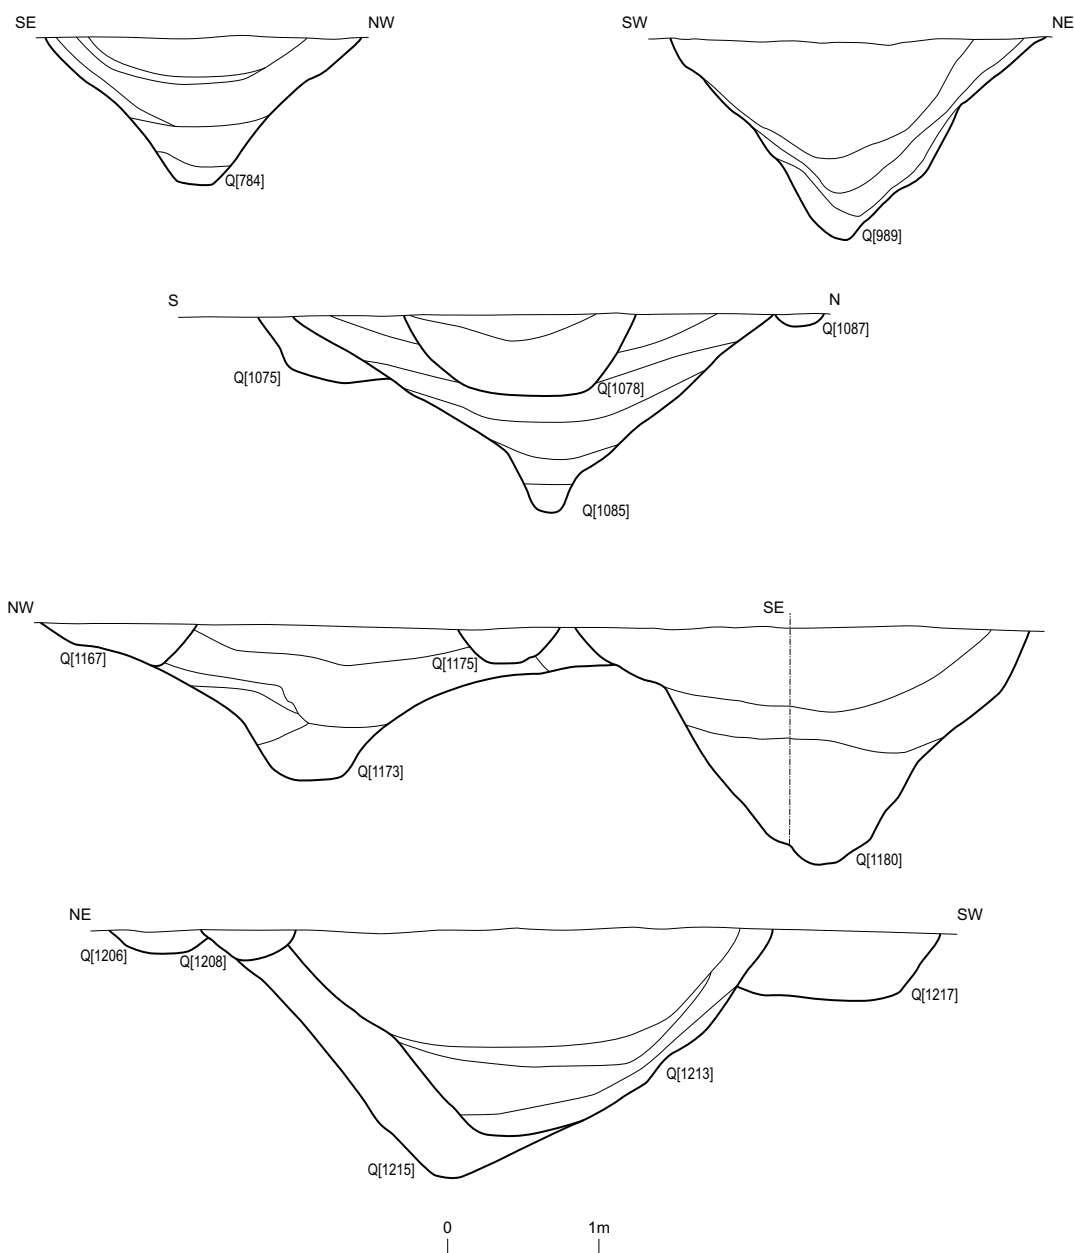 SE NW
SW NE
Q[784]
Q[989]
S N
Q[1087]
Q[1075]
Q[1078]
Q[1085]
NW SE
Q[1167]
Q[1175]
Q[1173]
Q[1180]
NE SW
Q[1206]
Q[1208]
Q[1217]
Q[1213]
Q[1215]
0 1m